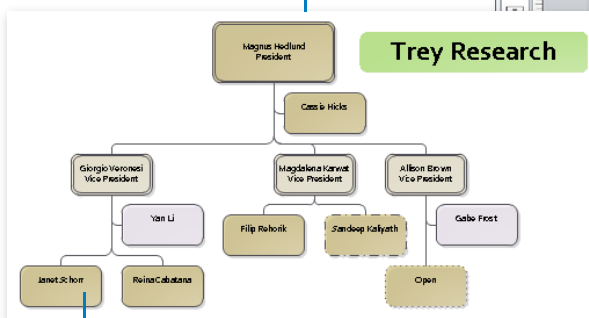 Magnus Hedlund
President
Trey Research
Cassie Hicks
Giorgio Veronesi
Vice President
Magdalena Karwat
Vice President
Allison Brown
Vice President
Yan Li
Filip Rehorik
Sandeep Kaliyath
Gabe Frost
Janet Schorr
Reina Cabatana
Open